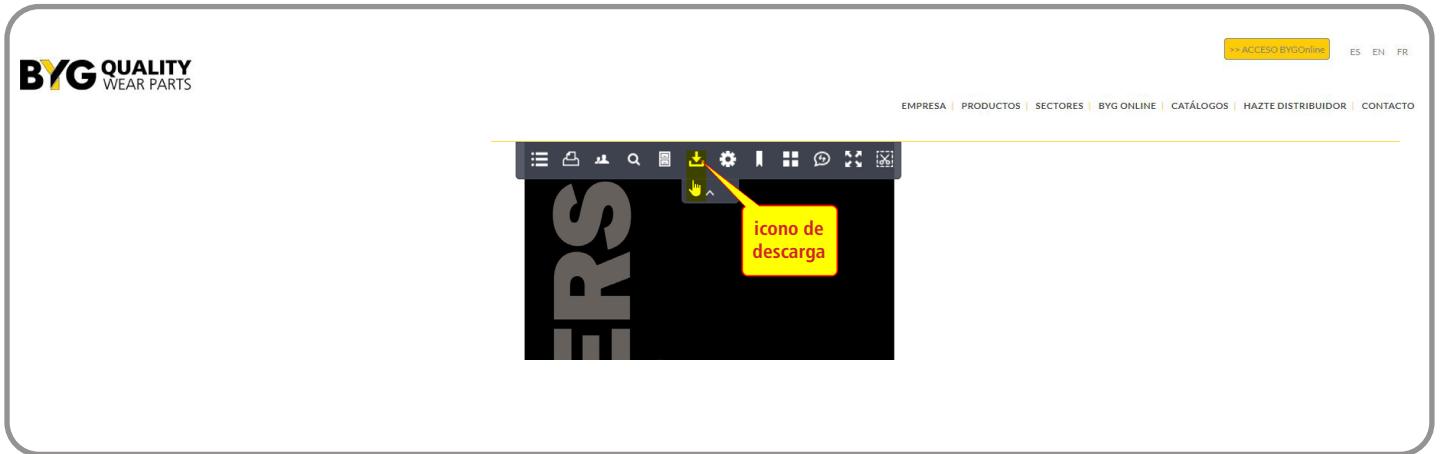 >> ACCESO BYGOnline ES EN FR
BYG QUALITY
WEAR PARTS
EMPRESA | PRODUCTOS | SECTORES | BYG ONLINE | CATÁLOGOS | HAZTE DISTRIBUIDOR | CONTACTO
icono de
descarga
ERS